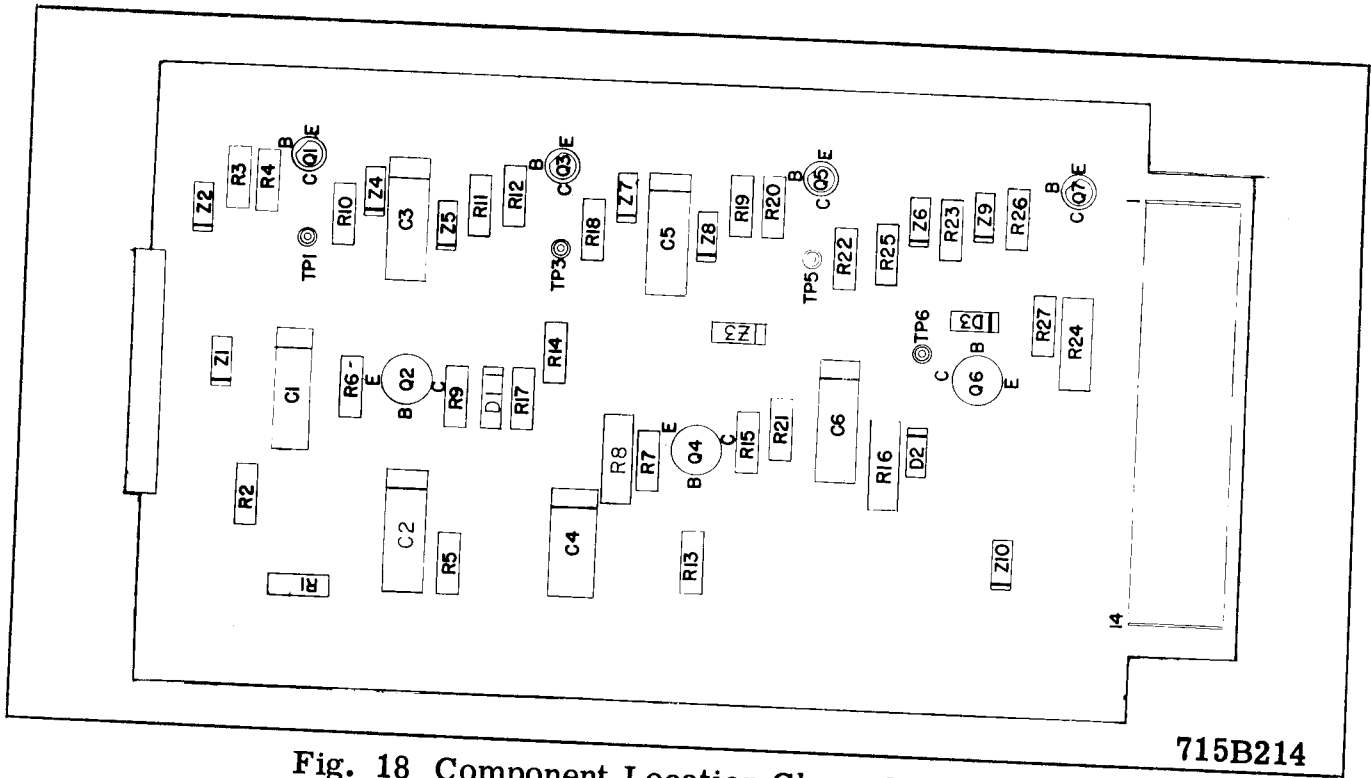 B E
Q1
C
R3
R4
Z2
R10
Z4
C3
Z5
R11
R12
B E
Q3
C
R18
Z7
C5
Z8
R19
R20
B E
Q5
C
R22
R25
Z6
R23
Z9
R26
B E
Q7
C
1
TP1
TP3
TP5
TP6
Z1
C1
R6
E
Q2
B
C
R9
D1
R17
R14
Z3
D3
C
B
Q6
E
R27
R24
R2
R1
C2
R5
C4
R8
R7
E
Q4
B
C
R15
R21
C6
R16
D2
R13
Z10
14
715B214
Fig. 18 Component Location